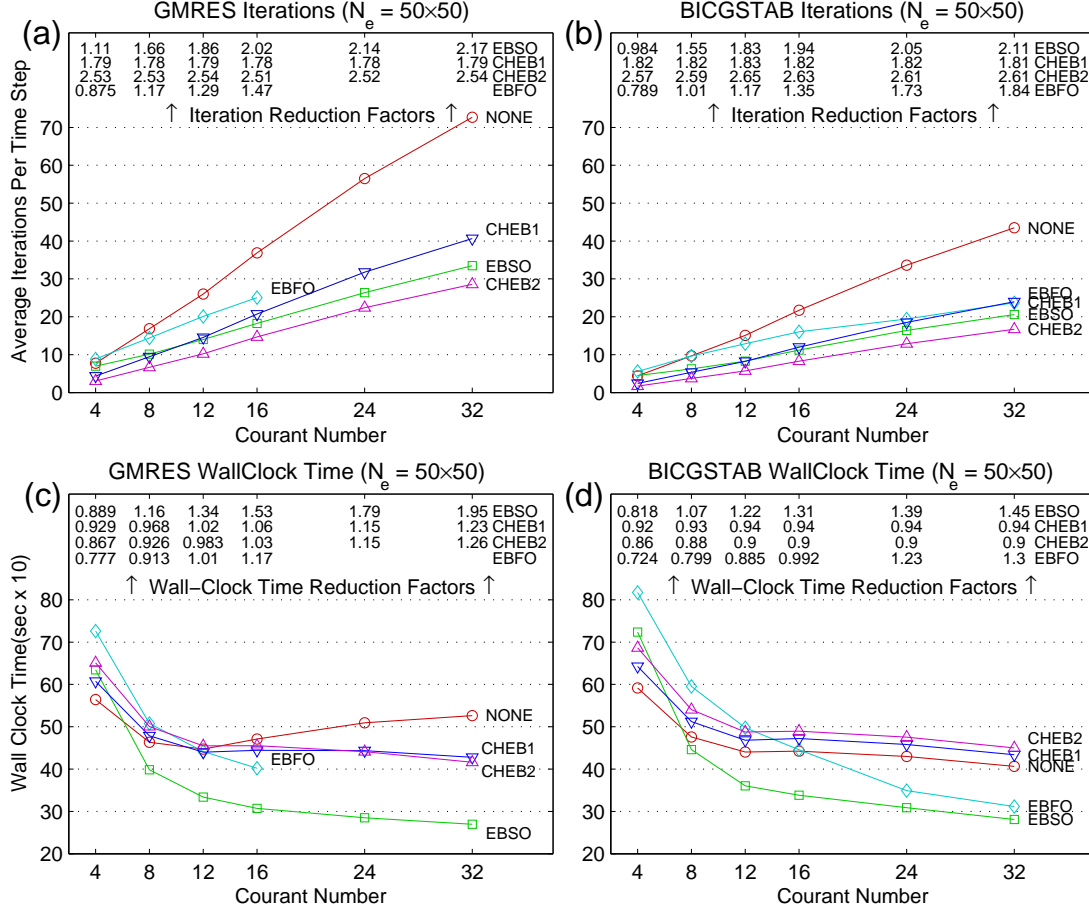 GMRES Iterations (N_e = 50×50)
(a)
1.11 1.66 1.86 2.02 2.14 2.17 EBSO
1.79 1.78 1.79 1.78 1.78 1.79 CHEB1
2.53 2.53 2.54 2.51 2.52 2.54 CHEB2
0.875 1.17 1.29 1.47 EBFO
↑ Iteration Reduction Factors ↑
NONE
CHEB1
EBSO
CHEB2
EBFO
70
60
50
40
30
20
10
0
Average Iterations Per Time Step
4 8 12 16 24 32
Courant Number
BICGSTAB Iterations (N_e = 50×50)
(b)
0.984 1.55 1.83 1.94 2.05 2.11 EBSO
1.82 1.82 1.83 1.82 1.82 1.81 CHEB1
2.57 2.59 2.65 2.63 2.61 2.61 CHEB2
0.789 1.01 1.17 1.35 1.73 1.84 EBFO
↑ Iteration Reduction Factors ↑
NONE
EBFO
CHEB1
EBSO
CHEB2
70
60
50
40
30
20
10
0
4 8 12 16 24 32
Courant Number
GMRES WallClock Time (N_e = 50×50)
(c)
0.889 1.16 1.34 1.53 1.79 1.95 EBSO
0.929 0.968 1.02 1.06 1.15 1.23 CHEB1
0.867 0.926 0.983 1.03 1.15 1.26 CHEB2
0.777 0.913 1.01 1.17 EBFO
↑ Wall−Clock Time Reduction Factors ↑
NONE
CHEB1
EBFO
CHEB2
EBSO
80
70
60
50
40
30
20
Wall Clock Time(sec x 10)
4 8 12 16 24 32
Courant Number
BICGSTAB WallClock Time (N_e = 50×50)
(d)
0.818 1.07 1.22 1.31 1.39 1.45 EBSO
0.92 0.93 0.94 0.94 0.94 0.94 CHEB1
0.86 0.88 0.9 0.9 0.9 0.9 CHEB2
0.724 0.799 0.885 0.992 1.23 1.3 EBFO
↑ Wall−Clock Time Reduction Factors ↑
CHEB2
CHEB1
NONE
EBFO
EBSO
80
70
60
50
40
30
20
4 8 12 16 24 32
Courant Number